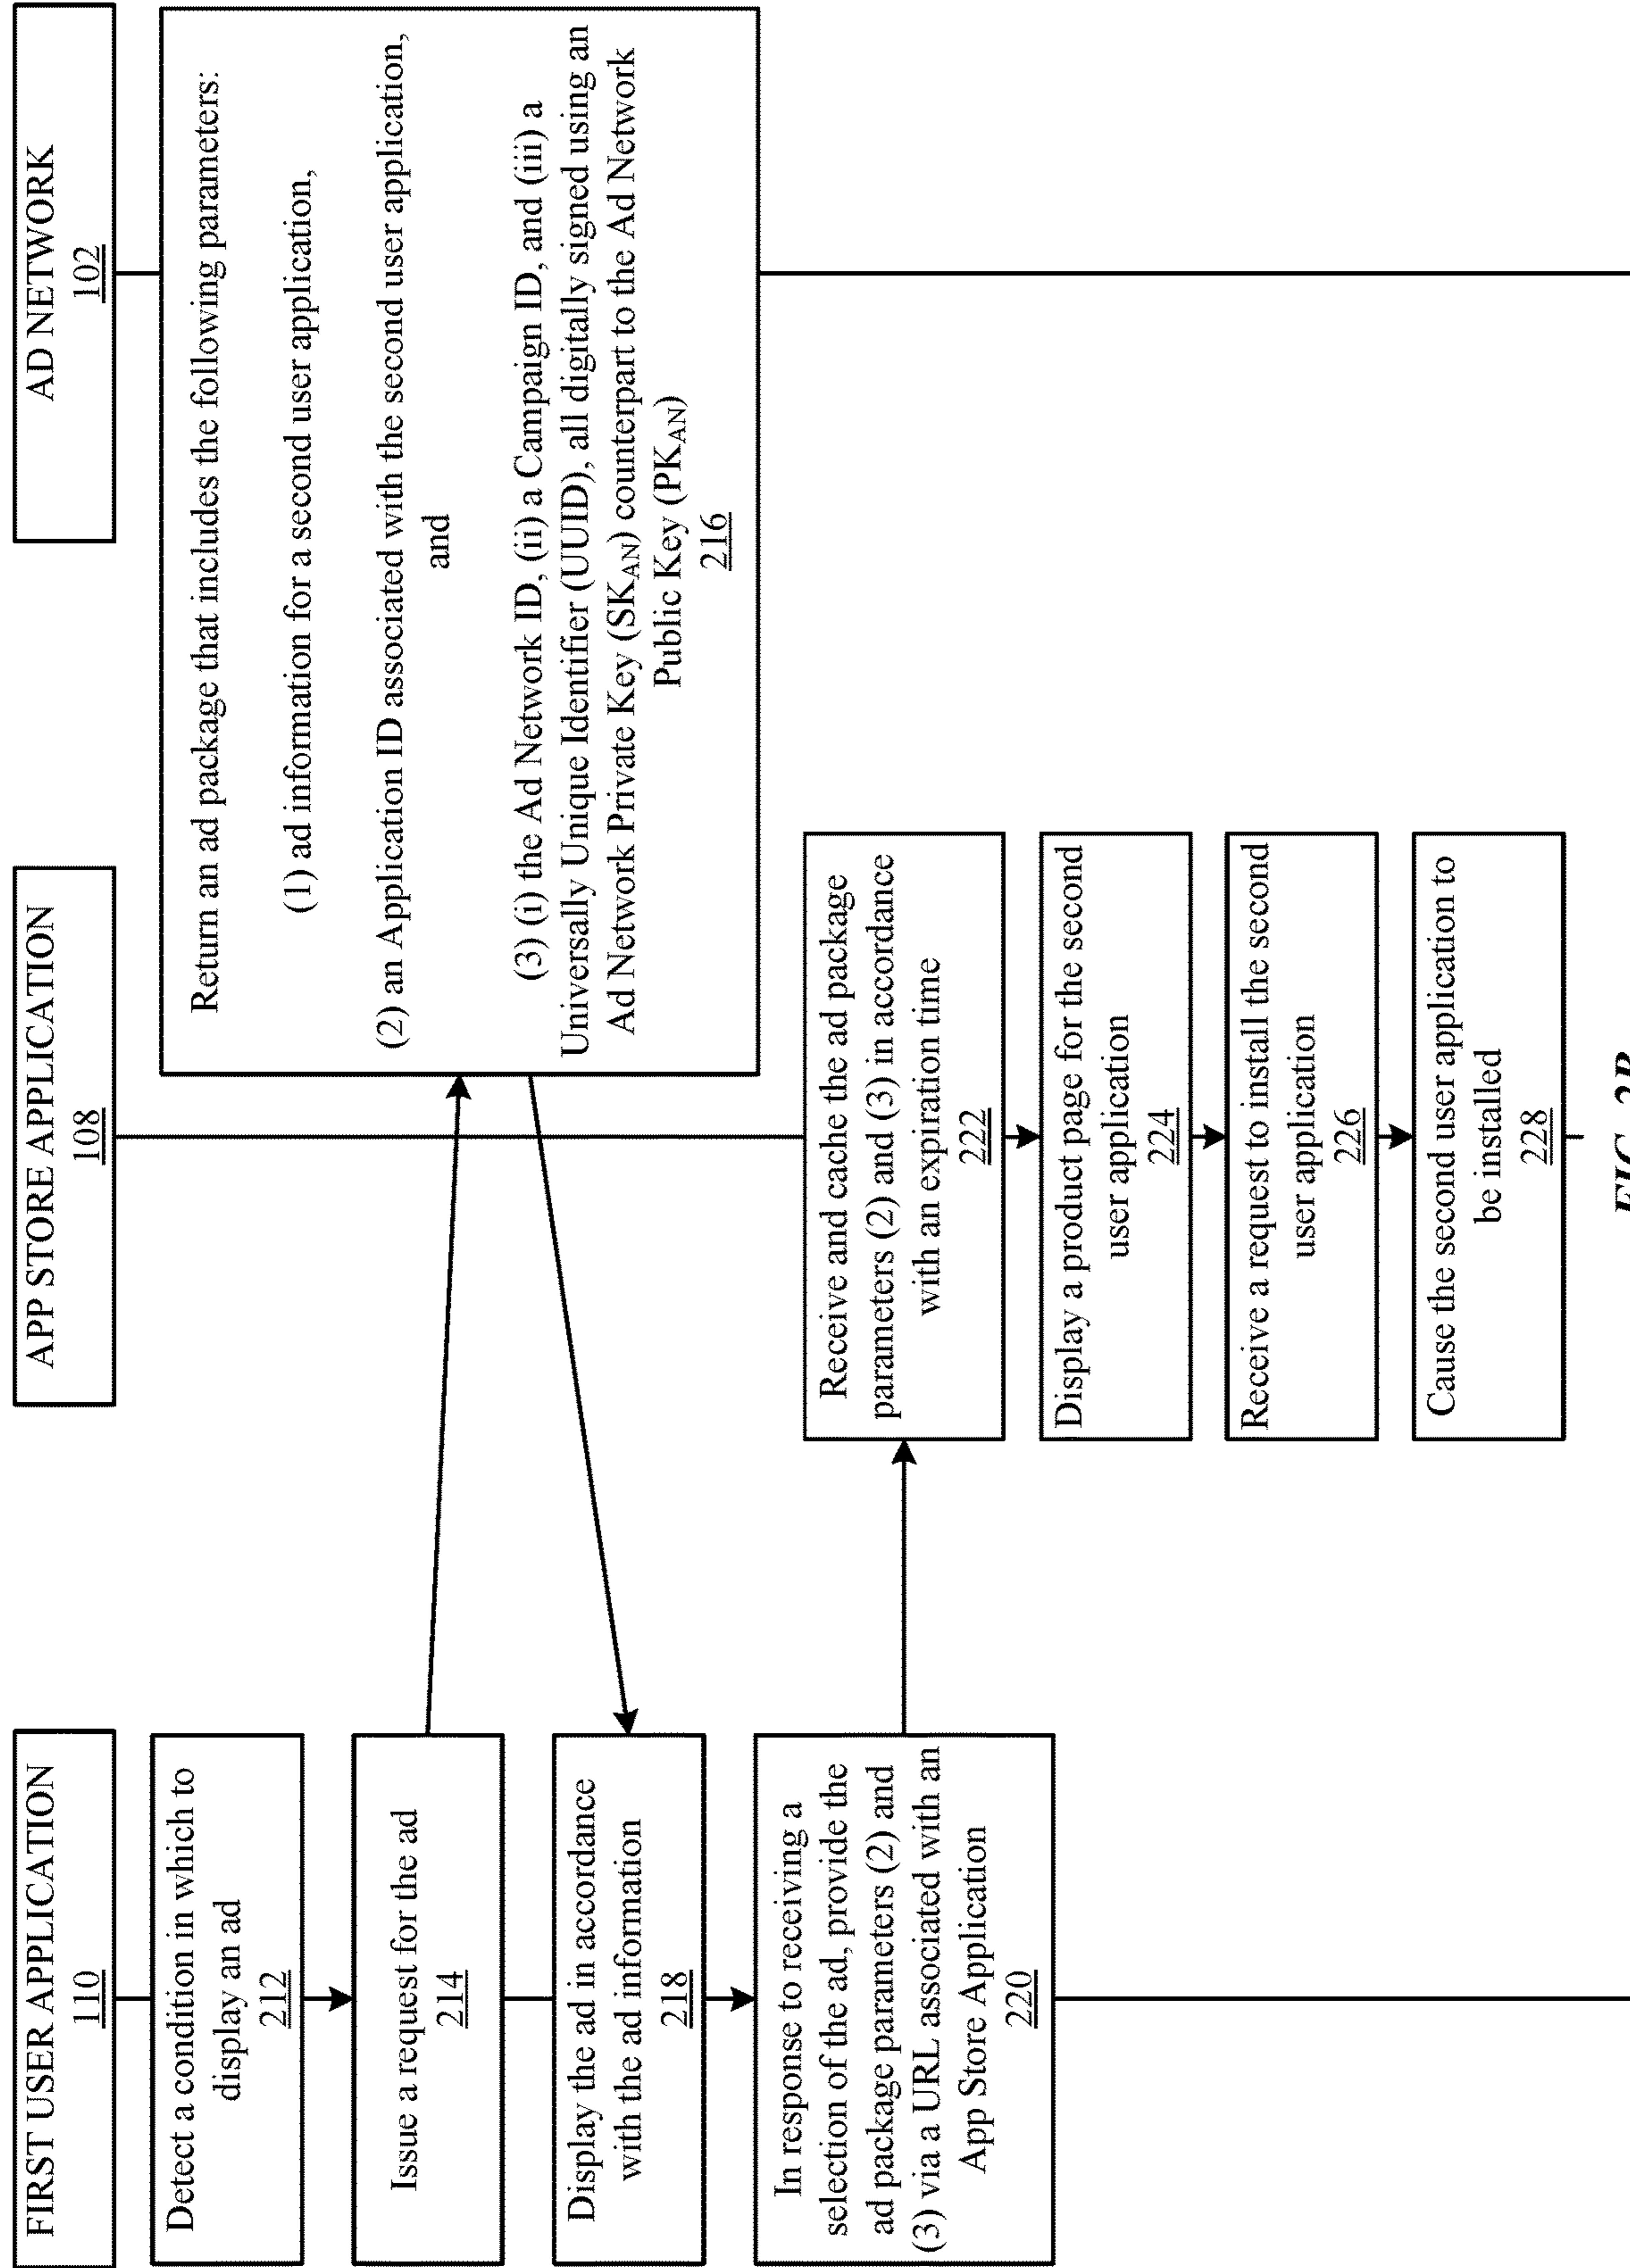 FIRST USER APPLICATION
110
Detect a condition in which to
display an ad
212
Issue a request for the ad
214
Display the ad in accordance
with the ad information
218
In response to receiving a
selection of the ad, provide the
ad package parameters (2) and
(3) via a URL associated with an
App Store Application
220
APP STORE APPLICATION
108
Receive and cache the ad package
parameters (2) and (3) in accordance
with an expiration time
222
Display a product page for the second
user application
224
Receive a request to install the second
user application
226
Cause the second user application to
be installed
228
AD NETWORK
102
Return an ad package that includes the following parameters:
(1) ad information for a second user application,
(2) an Application ID associated with the second user application,
and
(3) (i) the Ad Network ID, (ii) a Campaign ID, and (iii) a
Universally Unique Identifier (UUID), all digitally signed using an
Ad Network Private Key (SKAN) counterpart to the Ad Network
Public Key (PKAN)
216